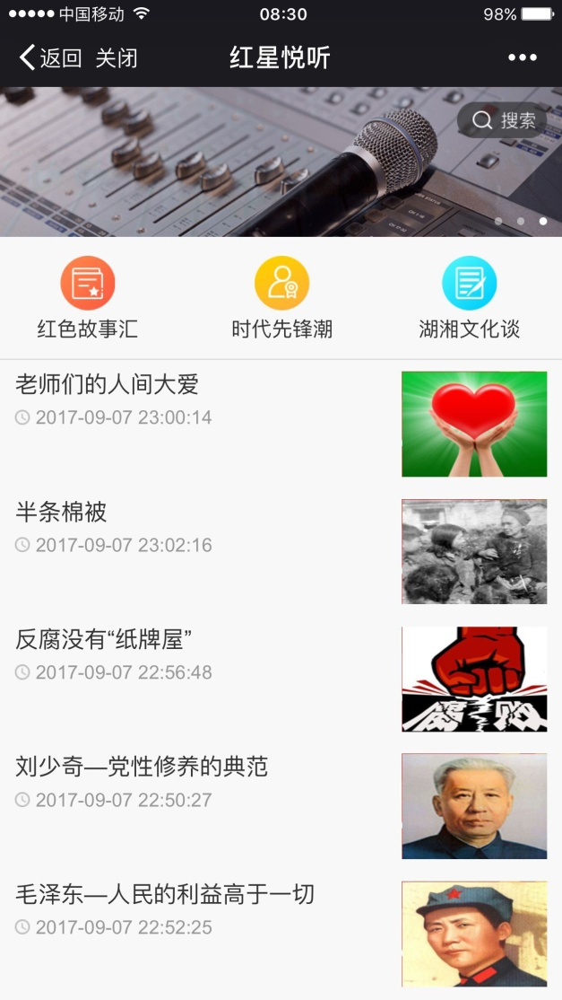 中国移动
08:30
98%
返回 关闭
红星悦听
搜索
红色故事汇
时代先锋潮
湖湘文化谈
老师们的人间大爱
2017-09-07 23:00:14
半条棉被
2017-09-07 23:02:16
反腐没有“纸牌屋”
2017-09-07 22:56:48
腐败
刘少奇—党性修养的典范
2017-09-07 22:50:27
毛泽东—人民的利益高于一切
2017-09-07 22:52:25